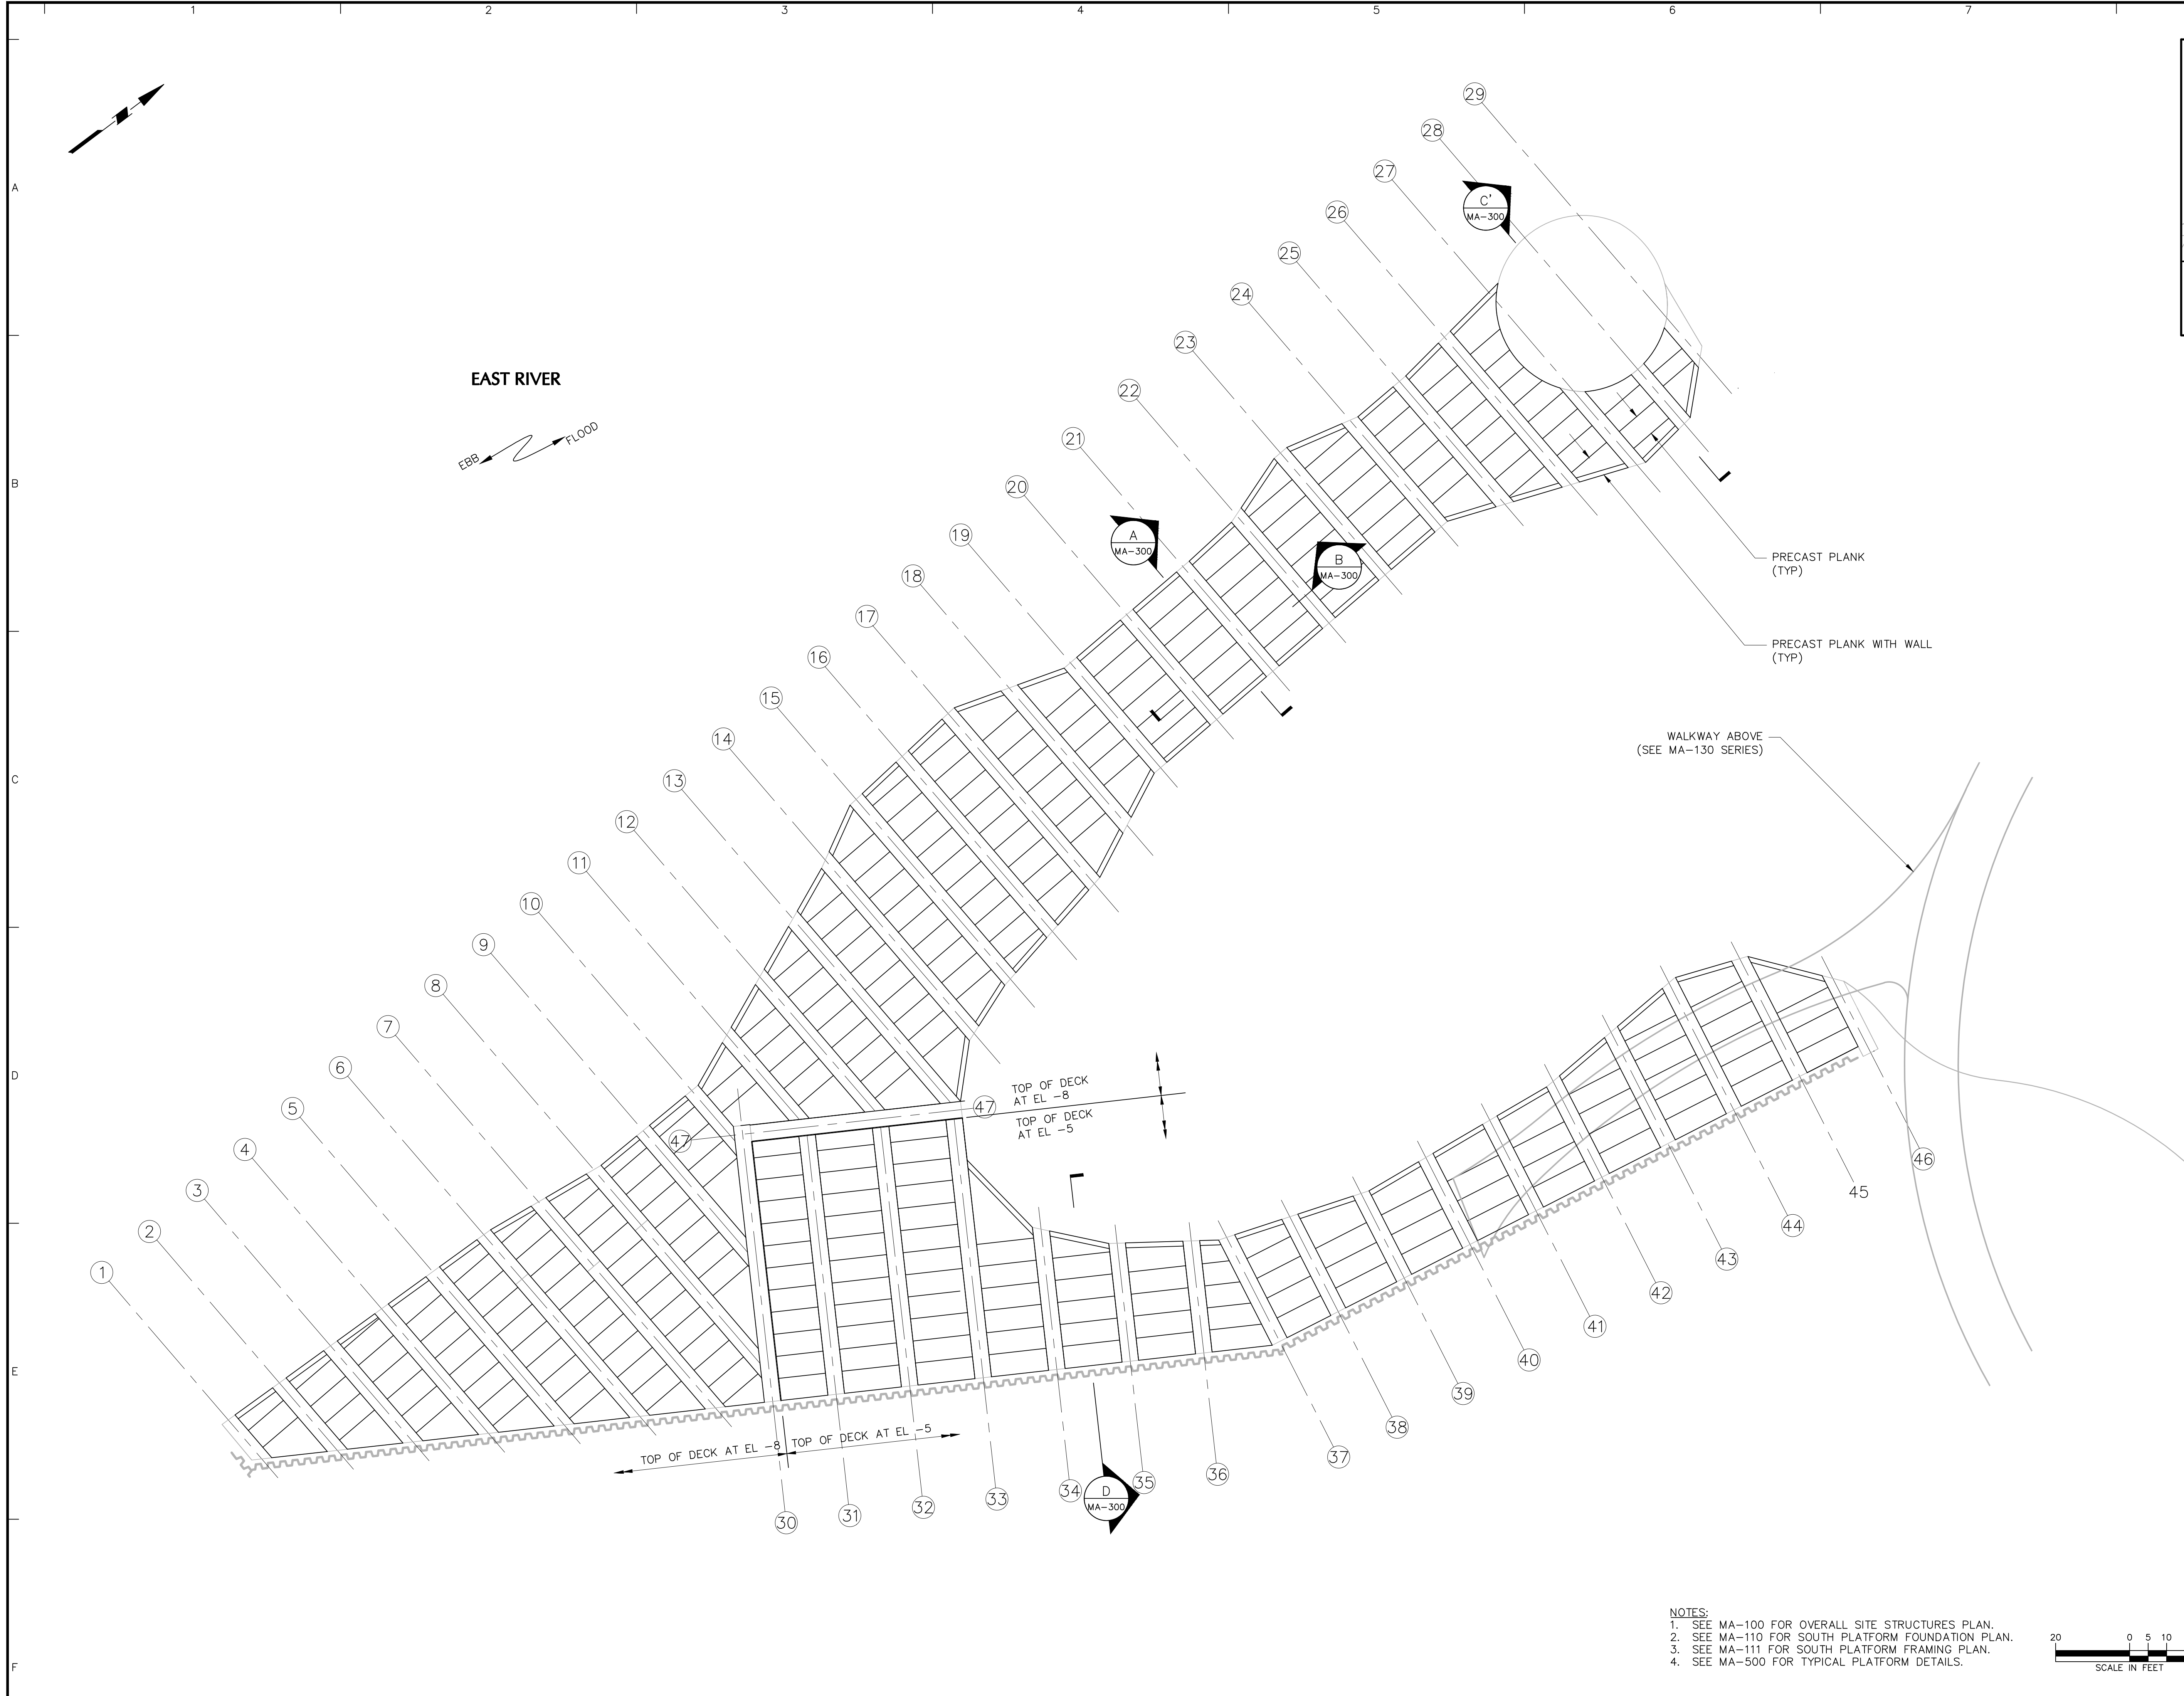 1 2 3 4 5 6 7
A
B
C
D
E
F
29
28
27
26
25
24
23
22
21
20
19
18
17
16
15
14
13
12
11
10
9
8
7
6
5
4
3
2
1
C'
MA-300
EAST RIVER
EBB
FLOOD
A
MA-300
B
MA-300
PRECAST PLANK
(TYP)
PRECAST PLANK WITH WALL
(TYP)
WALKWAY ABOVE
(SEE MA-130 SERIES)
TOP OF DECK
AT EL -8
47
TOP OF DECK
AT EL -5
47
46
45
44
43
42
41
40
39
38
37
36
35
34
33
32
31
30
TOP OF DECK AT EL -8
TOP OF DECK AT EL -5
D
MA-300
NOTES:
1. SEE MA-100 FOR OVERALL SITE STRUCTURES PLAN.
2. SEE MA-110 FOR SOUTH PLATFORM FOUNDATION PLAN.
3. SEE MA-111 FOR SOUTH PLATFORM FRAMING PLAN.
4. SEE MA-500 FOR TYPICAL PLATFORM DETAILS.
20 0 5 10
SCALE IN FEET